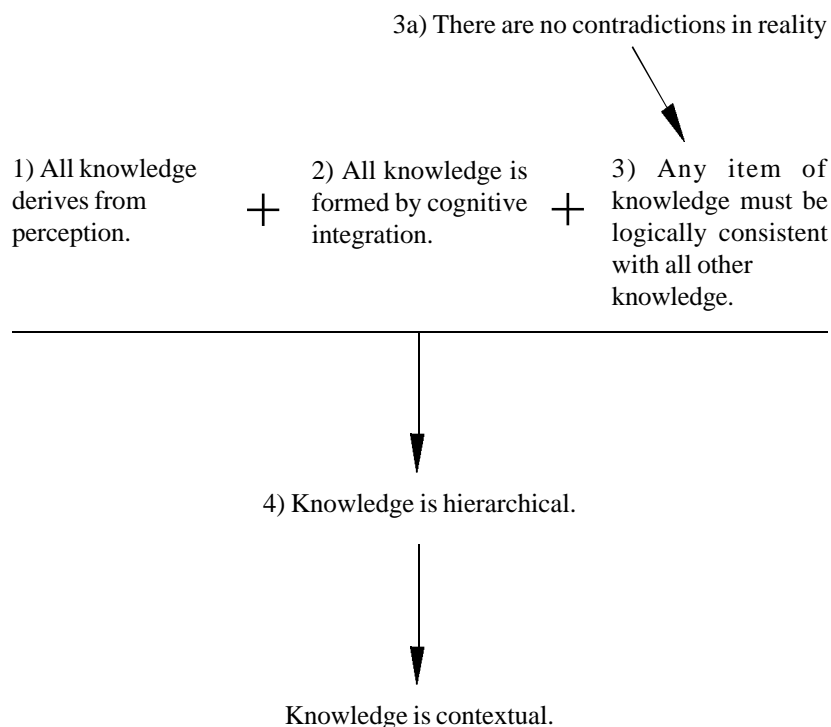 3a) There are no contradictions in reality
1) All knowledge
derives from
perception.
+
2) All knowledge is
formed by cognitive
integration.
+
3) Any item of
knowledge must be
logically consistent
with all other
knowledge.
4) Knowledge is hierarchical.
Knowledge is contextual.